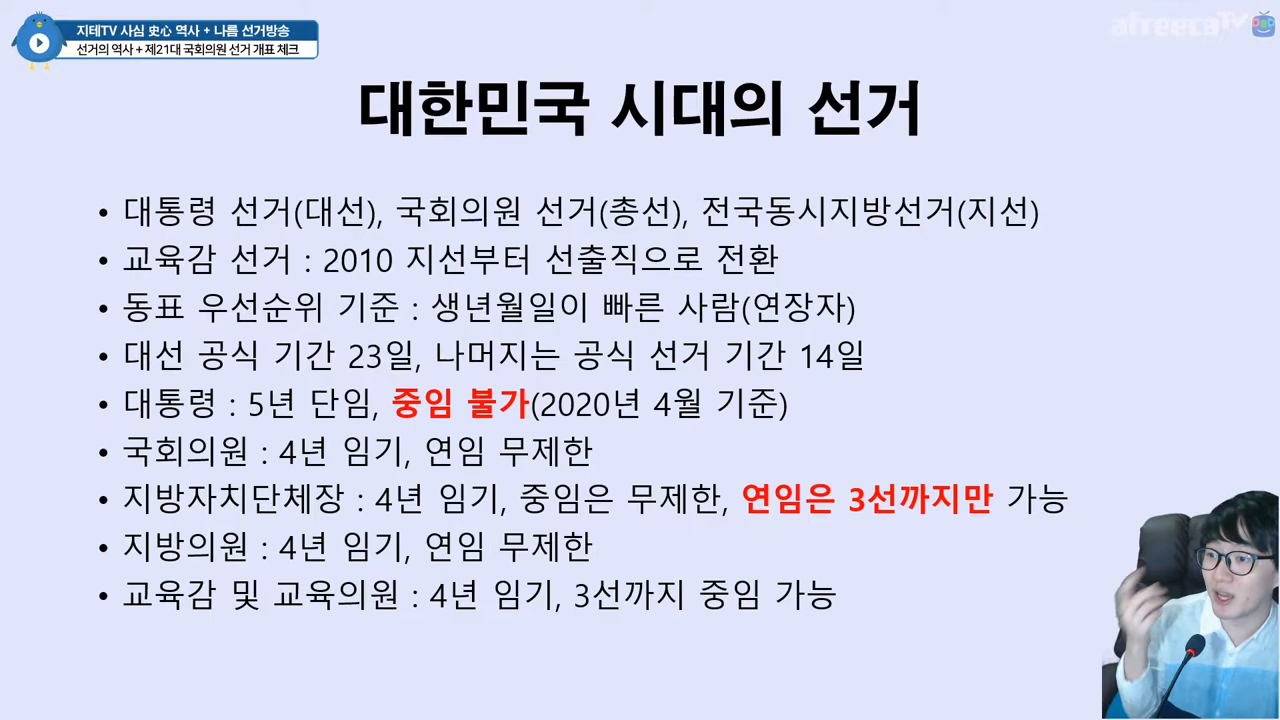 지테TV 사심 史心 역사 + 나름 선거방송
선거의 역사 + 제21대 국회의원 선거 개표 체크
afreecaTV
대한민국 시대의 선거
• 대통령 선거(대선), 국회의원 선거(총선), 전국동시지방선거(지선)
• 교육감 선거 : 2010 지선부터 선출직으로 전환
• 동표 우선순위 기준 : 생년월일이 빠른 사람(연장자)
• 대선 공식 기간 23일, 나머지는 공식 선거 기간 14일
• 대통령 : 5년 단임, 중임 불가(2020년 4월 기준)
• 국회의원 : 4년 임기, 연임 무제한
• 지방자치단체장 : 4년 임기, 중임은 무제한, 연임은 3선까지만 가능
• 지방의원 : 4년 임기, 연임 무제한
• 교육감 및 교육의원 : 4년 임기, 3선까지 중임 가능